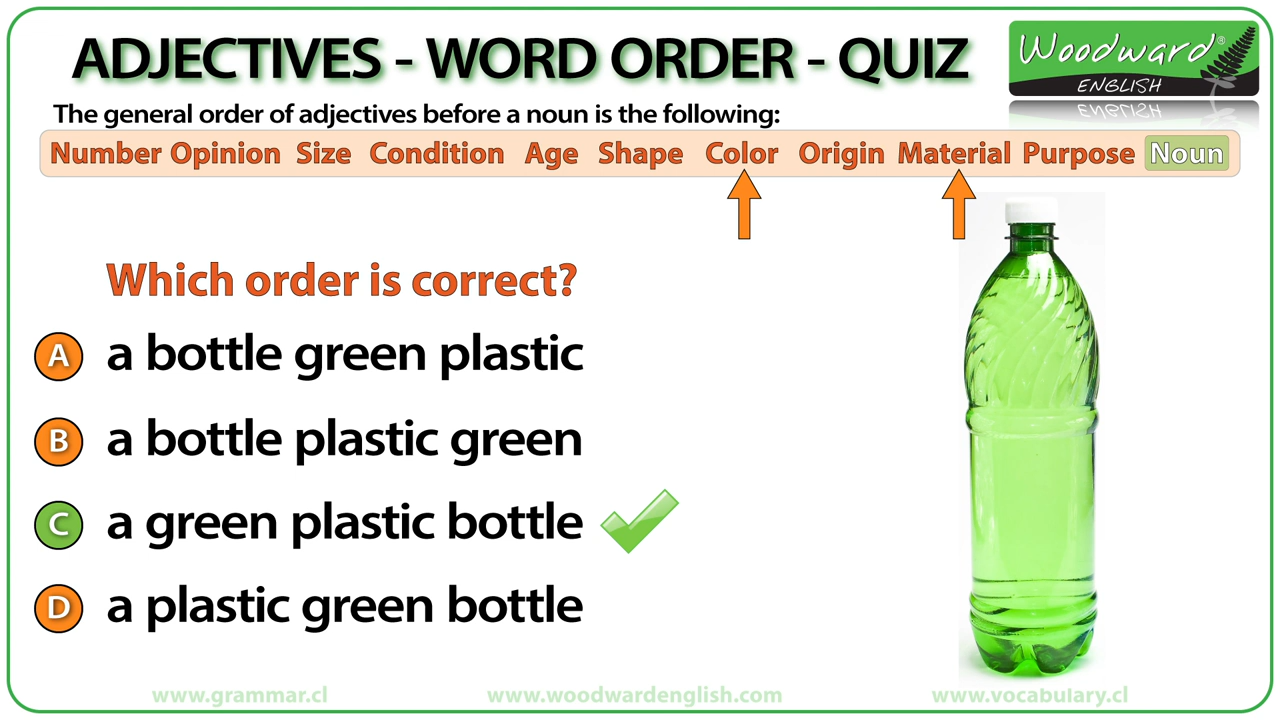 ADJECTIVES - WORD ORDER - QUIZ
Woodward®
ENGLISH
The general order of adjectives before a noun is the following:
Number Opinion Size Condition Age Shape Color Origin Material Purpose Noun
Which order is correct?
A a bottle green plastic
B a bottle plastic green
C a green plastic bottle
D a plastic green bottle
www.grammar.cl www.woodwardenglish.com www.vocabulary.cl